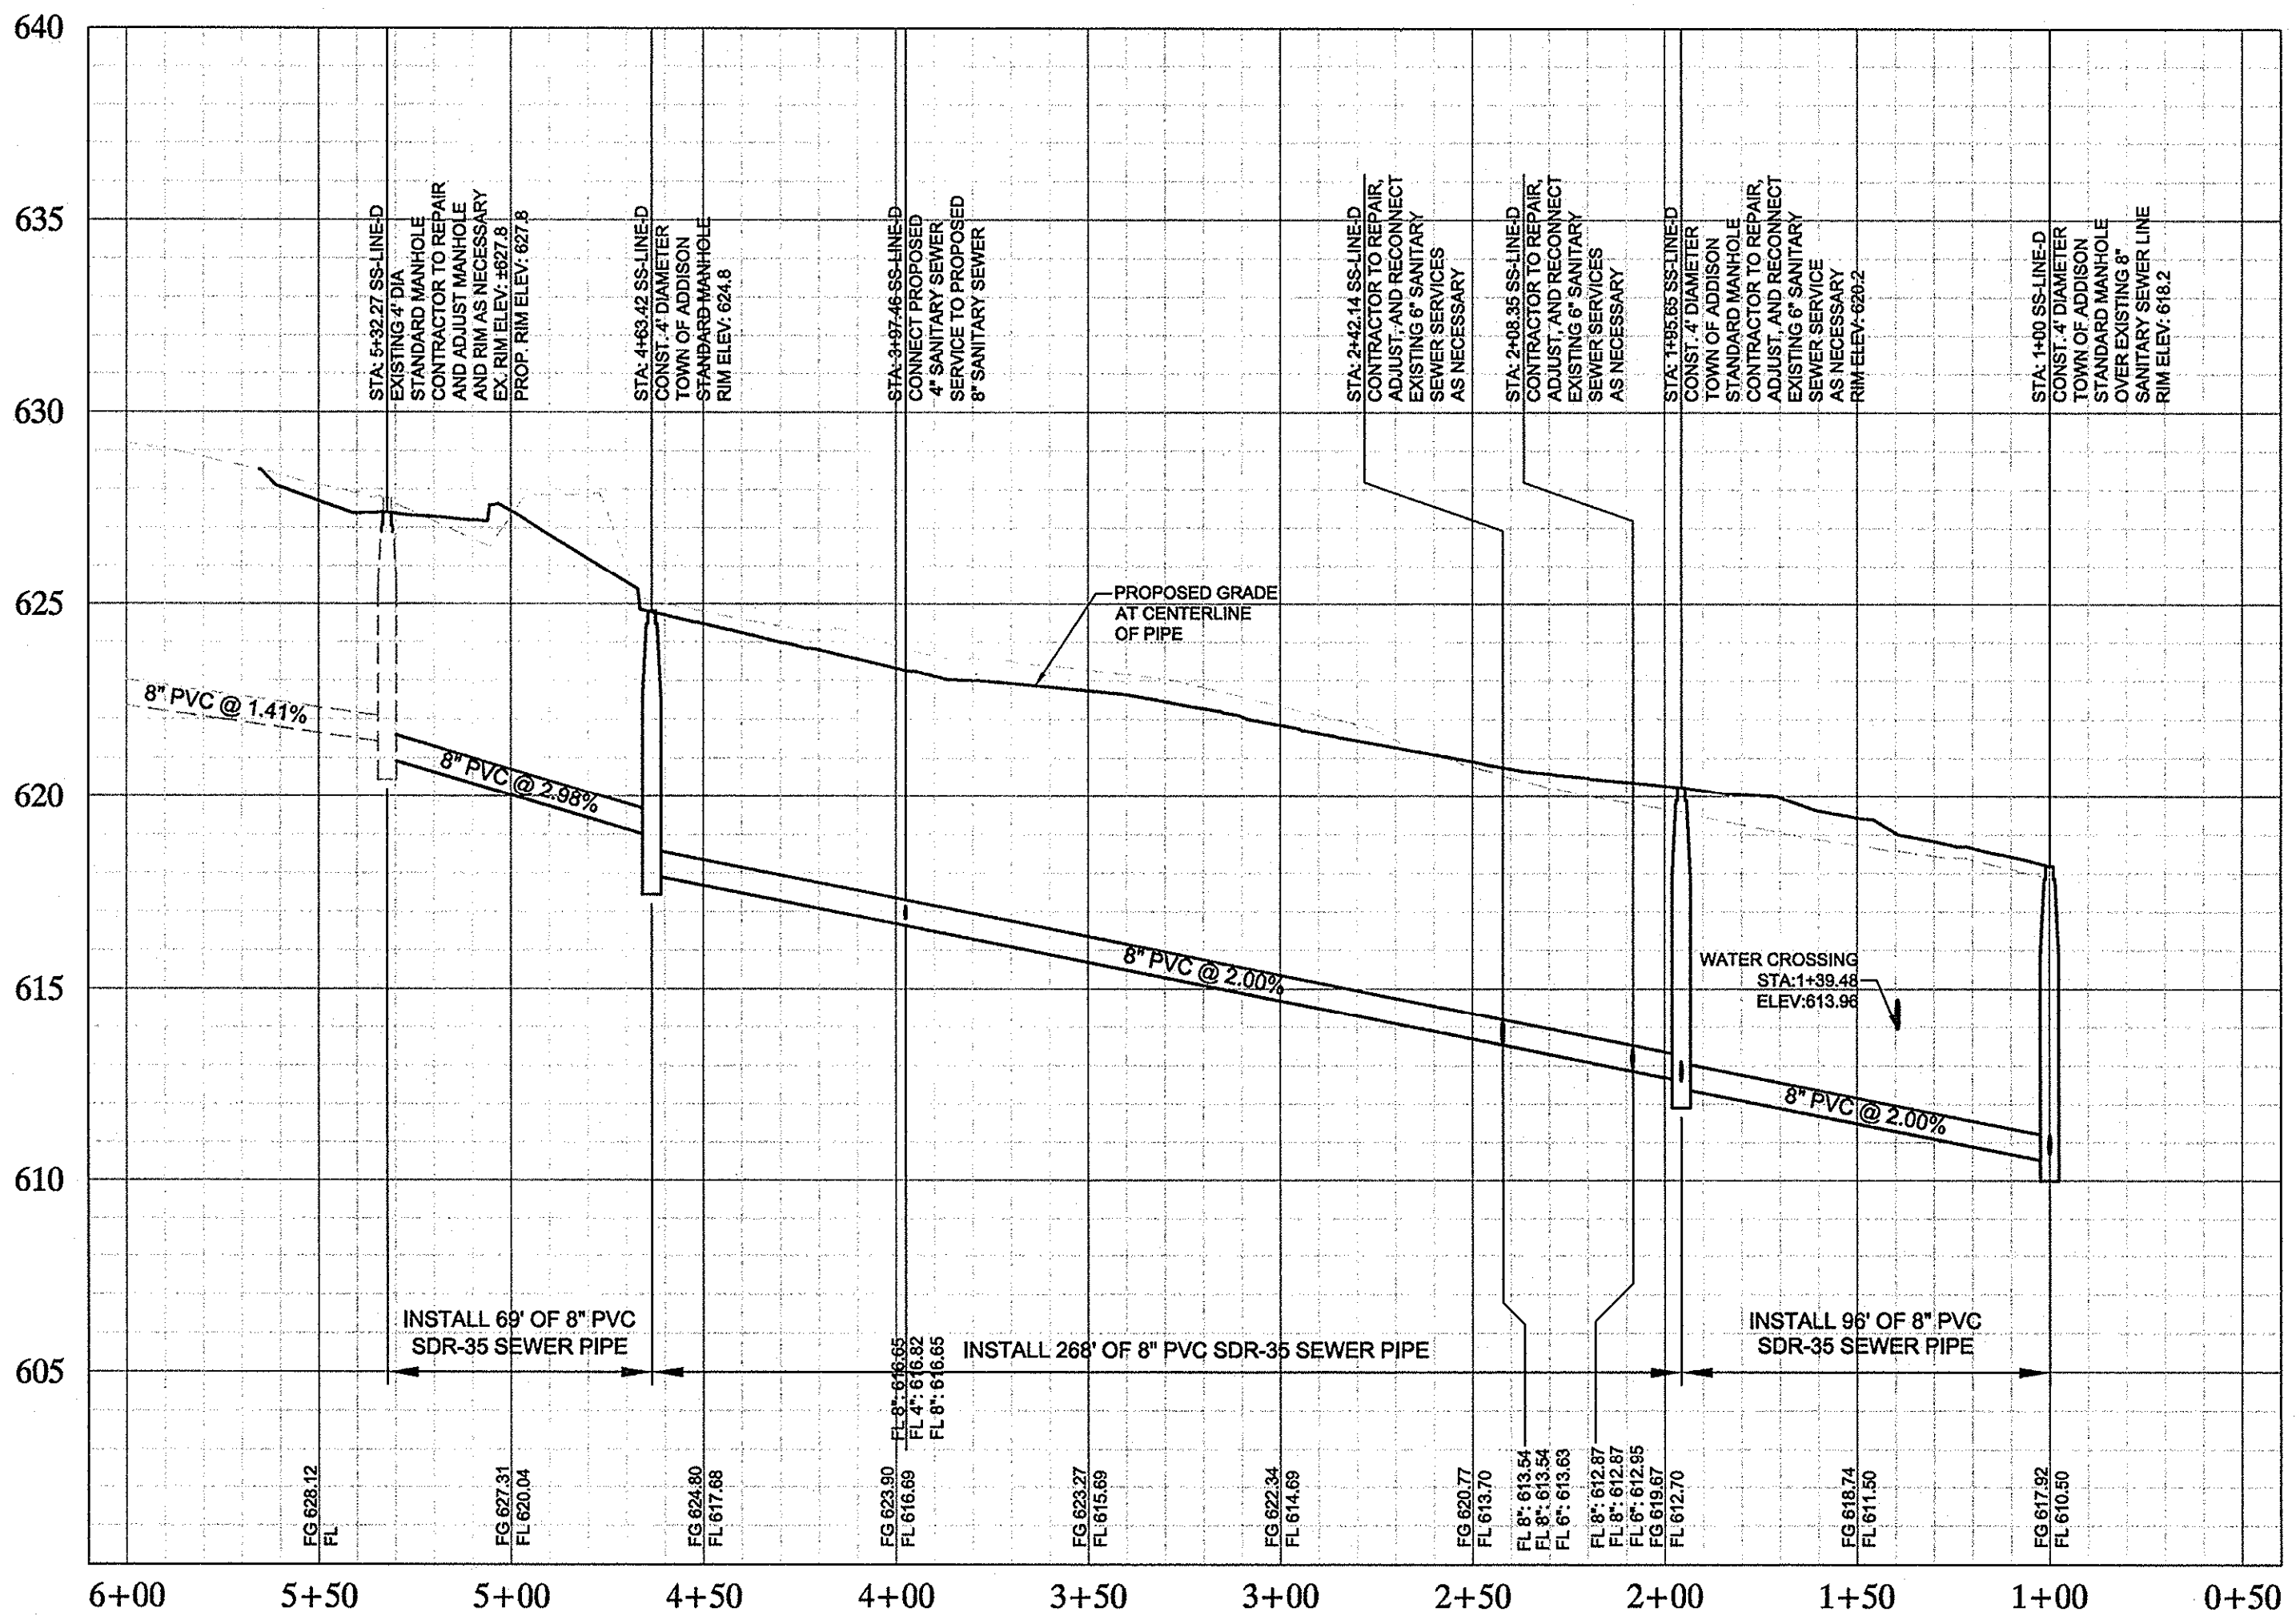 640
635
630
625
620
615
610
605
STA: 5+32.27 SS-LINE-D
EXISTING 4' DIA
STANDARD MANHOLE
CONTRACTOR TO REPAIR
AND ADJUST MANHOLE
AND RIM AS NECESSARY
EX. RIM ELEV: ±627.8
PROP. RIM ELEV: 627.8
STA: 4+63.42 SS-LINE-D
CONST. 4' DIAMETER
TOWN OF ADDISON
STANDARD MANHOLE
RIM ELEV: 624.8
STA: 3+97.46 SS-LINE-D
CONNECT PROPOSED
4" SANITARY SEWER
SERVICE TO PROPOSED
8" SANITARY SEWER
STA: 2+42.14 SS-LINE-D
CONTRACTOR TO REPAIR,
ADJUST, AND RECONNECT
EXISTING 6" SANITARY
SEWER SERVICES
AS NECESSARY
STA: 2+08.35 SS-LINE-D
CONTRACTOR TO REPAIR,
ADJUST, AND RECONNECT
EXISTING 6" SANITARY
SEWER SERVICES
AS NECESSARY
STA: 1+95.65 SS-LINE-D
CONST. 4' DIAMETER
TOWN OF ADDISON
STANDARD MANHOLE
CONTRACTOR TO REPAIR,
ADJUST, AND RECONNECT
EXISTING 6" SANITARY
SEWER SERVICE
AS NECESSARY
RIM ELEV: 620.2
STA: 1+00 SS-LINE-D
CONST. 4' DIAMETER
TOWN OF ADDISON
STANDARD MANHOLE
OVER EXISTING 8"
SANITARY SEWER LINE
RIM ELEV: 618.2
PROPOSED GRADE
AT CENTERLINE
OF PIPE
8" PVC @ 1.41%
8" PVC @ 2.98%
8" PVC @ 2.00%
WATER CROSSING
STA:1+39.48
ELEV:613.96
8" PVC @ 2.00%
INSTALL 69' OF 8" PVC
SDR-35 SEWER PIPE
INSTALL 268' OF 8" PVC SDR-35 SEWER PIPE
INSTALL 96' OF 8" PVC
SDR-35 SEWER PIPE
FL 8": 616.65
FL 4": 616.82
FL 8": 616.65
FG 628.12
FL
FG 627.31
FL 620.04
FG 624.80
FL 617.68
FG 623.90
FL 616.69
FG 623.27
FL 615.69
FG 622.34
FL 614.69
FG 620.77
FL 613.70
FL 8": 613.54
FL 8": 613.54
FL 6": 613.63
FL 8": 612.87
FL 8": 612.87
FL 6": 612.95
FG 619.67
FL 612.70
FG 618.74
FL 611.50
FG 617.92
FL 610.50
6+00
5+50
5+00
4+50
4+00
3+50
3+00
2+50
2+00
1+50
1+00
0+50